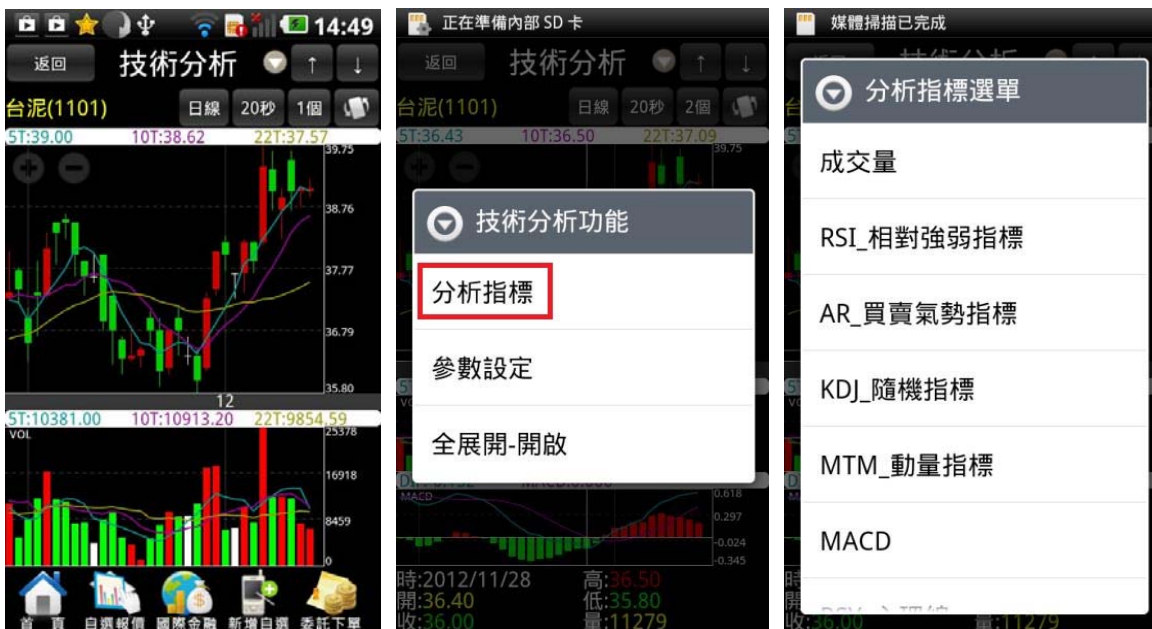 14:49
返回
技術分析
↑
↓
台泥(1101)
日線
20秒
1個
5T:39.00
10T:38.62
22T:37.57
39.75
38.76
37.77
36.79
35.80
12
5T:10381.00
10T:10913.20
22T:9854.59
VOL
25378
16918
8459
0
首 頁
自選報價
國際金融
新增自選
委託下單
正在準備內部 SD 卡
返回
技術分析
↑
↓
台泥(1101)
日線
20秒
2個
5T:36.43
10T:36.50
22T:37.09
39.75
技術分析功能
分析指標
參數設定
全展開-開啟
MACD
0.618
0.297
-0.024
-0.345
時:2012/11/28
高:36.50
開:36.40
低:35.80
收:36.00
量:11279
媒體掃描已完成
分析指標選單
成交量
RSI_相對強弱指標
AR_買賣氣勢指標
KDJ_隨機指標
MTM_動量指標
MACD
收:36.00
量:11279